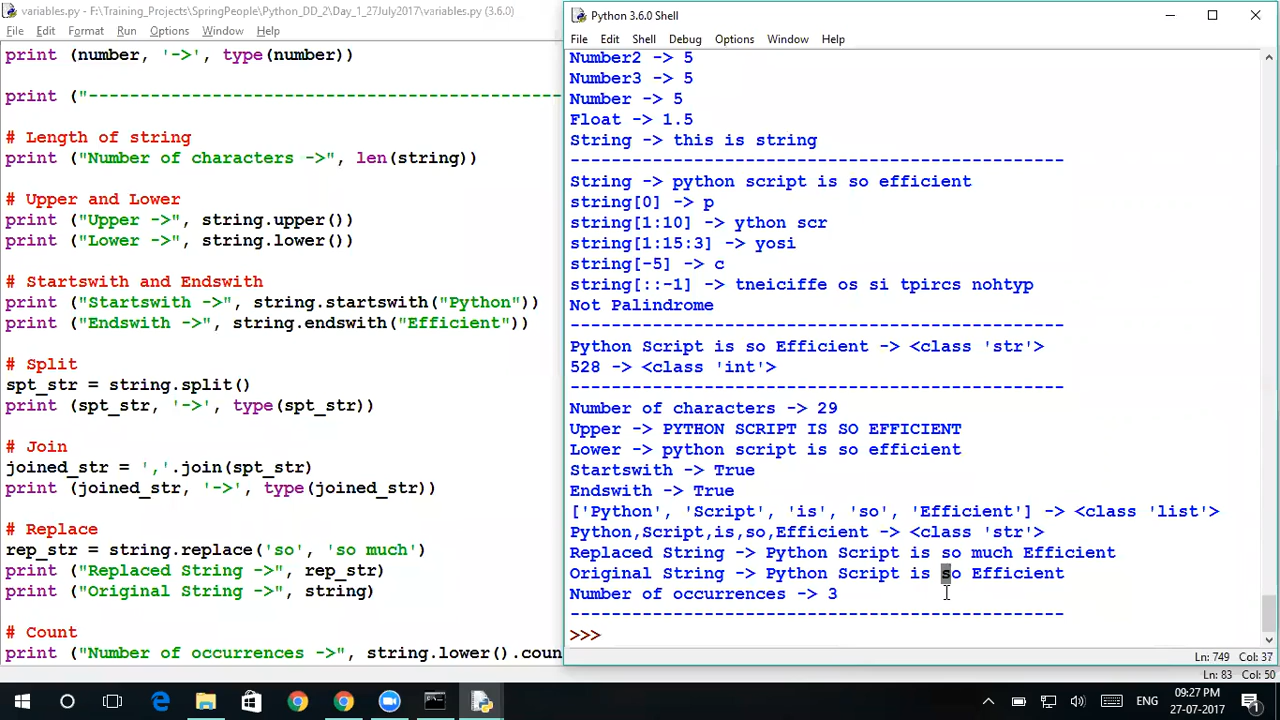 variables.py - F:\Training_Projects\SpringPeople\Python_DD_2\Day_1_27July2017\variables.py (3.6.0)
File Edit Format Run Options Window Help
print (number, '->', type(number))
print ("----------------------------------------------
# Length of string
print ("Number of characters ->", len(string))
# Upper and Lower
print ("Upper ->", string.upper())
print ("Lower ->", string.lower())
# Startswith and Endswith
print ("Startswith ->", string.startswith("Python"))
print ("Endswith ->", string.endswith("Efficient"))
# Split
spt_str = string.split()
print (spt_str, '->', type(spt_str))
# Join
joined_str = ','.join(spt_str)
print (joined_str, '->', type(joined_str))
# Replace
rep_str = string.replace('so', 'so much')
print ("Replaced String ->", rep_str)
print ("Original String ->", string)
# Count
print ("Number of occurrences ->", string.lower().coun
Python 3.6.0 Shell
File Edit Shell Debug Options Window Help
Number2 -> 5
Number3 -> 5
Number -> 5
Float -> 1.5
String -> this is string
------------------------------------------------
String -> python script is so efficient
string[0] -> p
string[1:10] -> ython scr
string[1:15:3] -> yosi
string[-5] -> c
string[::-1] -> tneiciffe os si tpircs nohtyp
Not Palindrome
------------------------------------------------
Python Script is so Efficient -> <class 'str'>
528 -> <class 'int'>
------------------------------------------------
Number of characters -> 29
Upper -> PYTHON SCRIPT IS SO EFFICIENT
Lower -> python script is so efficient
Startswith -> True
Endswith -> True
['Python', 'Script', 'is', 'so', 'Efficient'] -> <class 'list'>
Python,Script,is,so,Efficient -> <class 'str'>
Replaced String -> Python Script is so much Efficient
Original String -> Python Script is so Efficient
Number of occurrences -> 3
------------------------------------------------
>>>
Ln: 749 Col: 37
Ln: 83 Col: 50
ENG
09:27 PM
27-07-2017
1